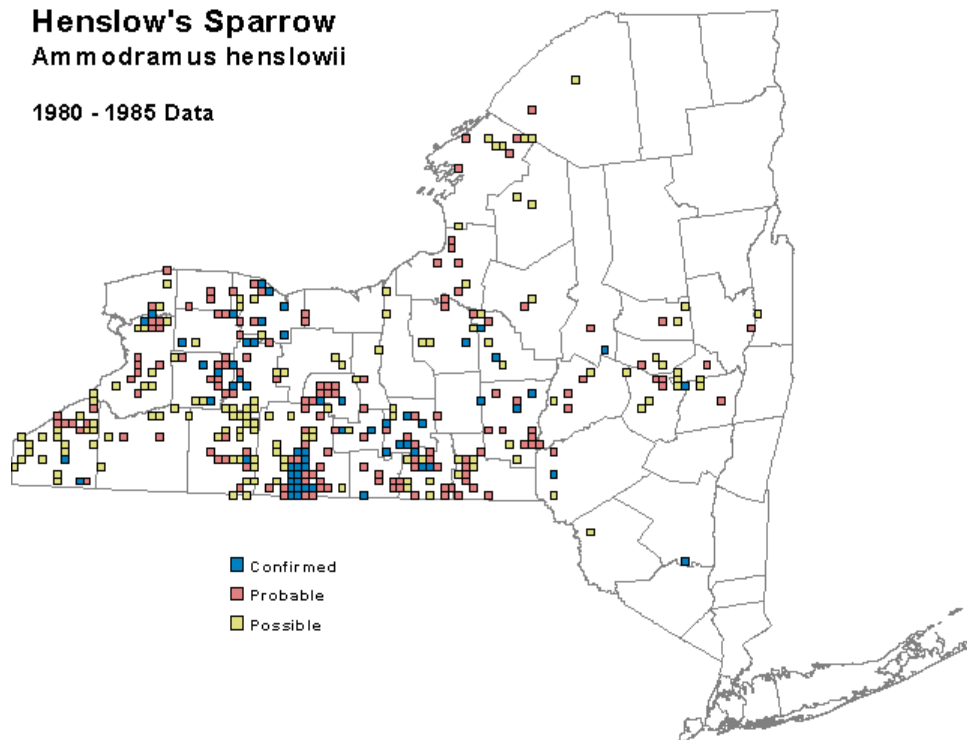 Henslow's Sparrow
Ammodramus henslowii
1980 - 1985 Data
Confirmed
Probable
Possible